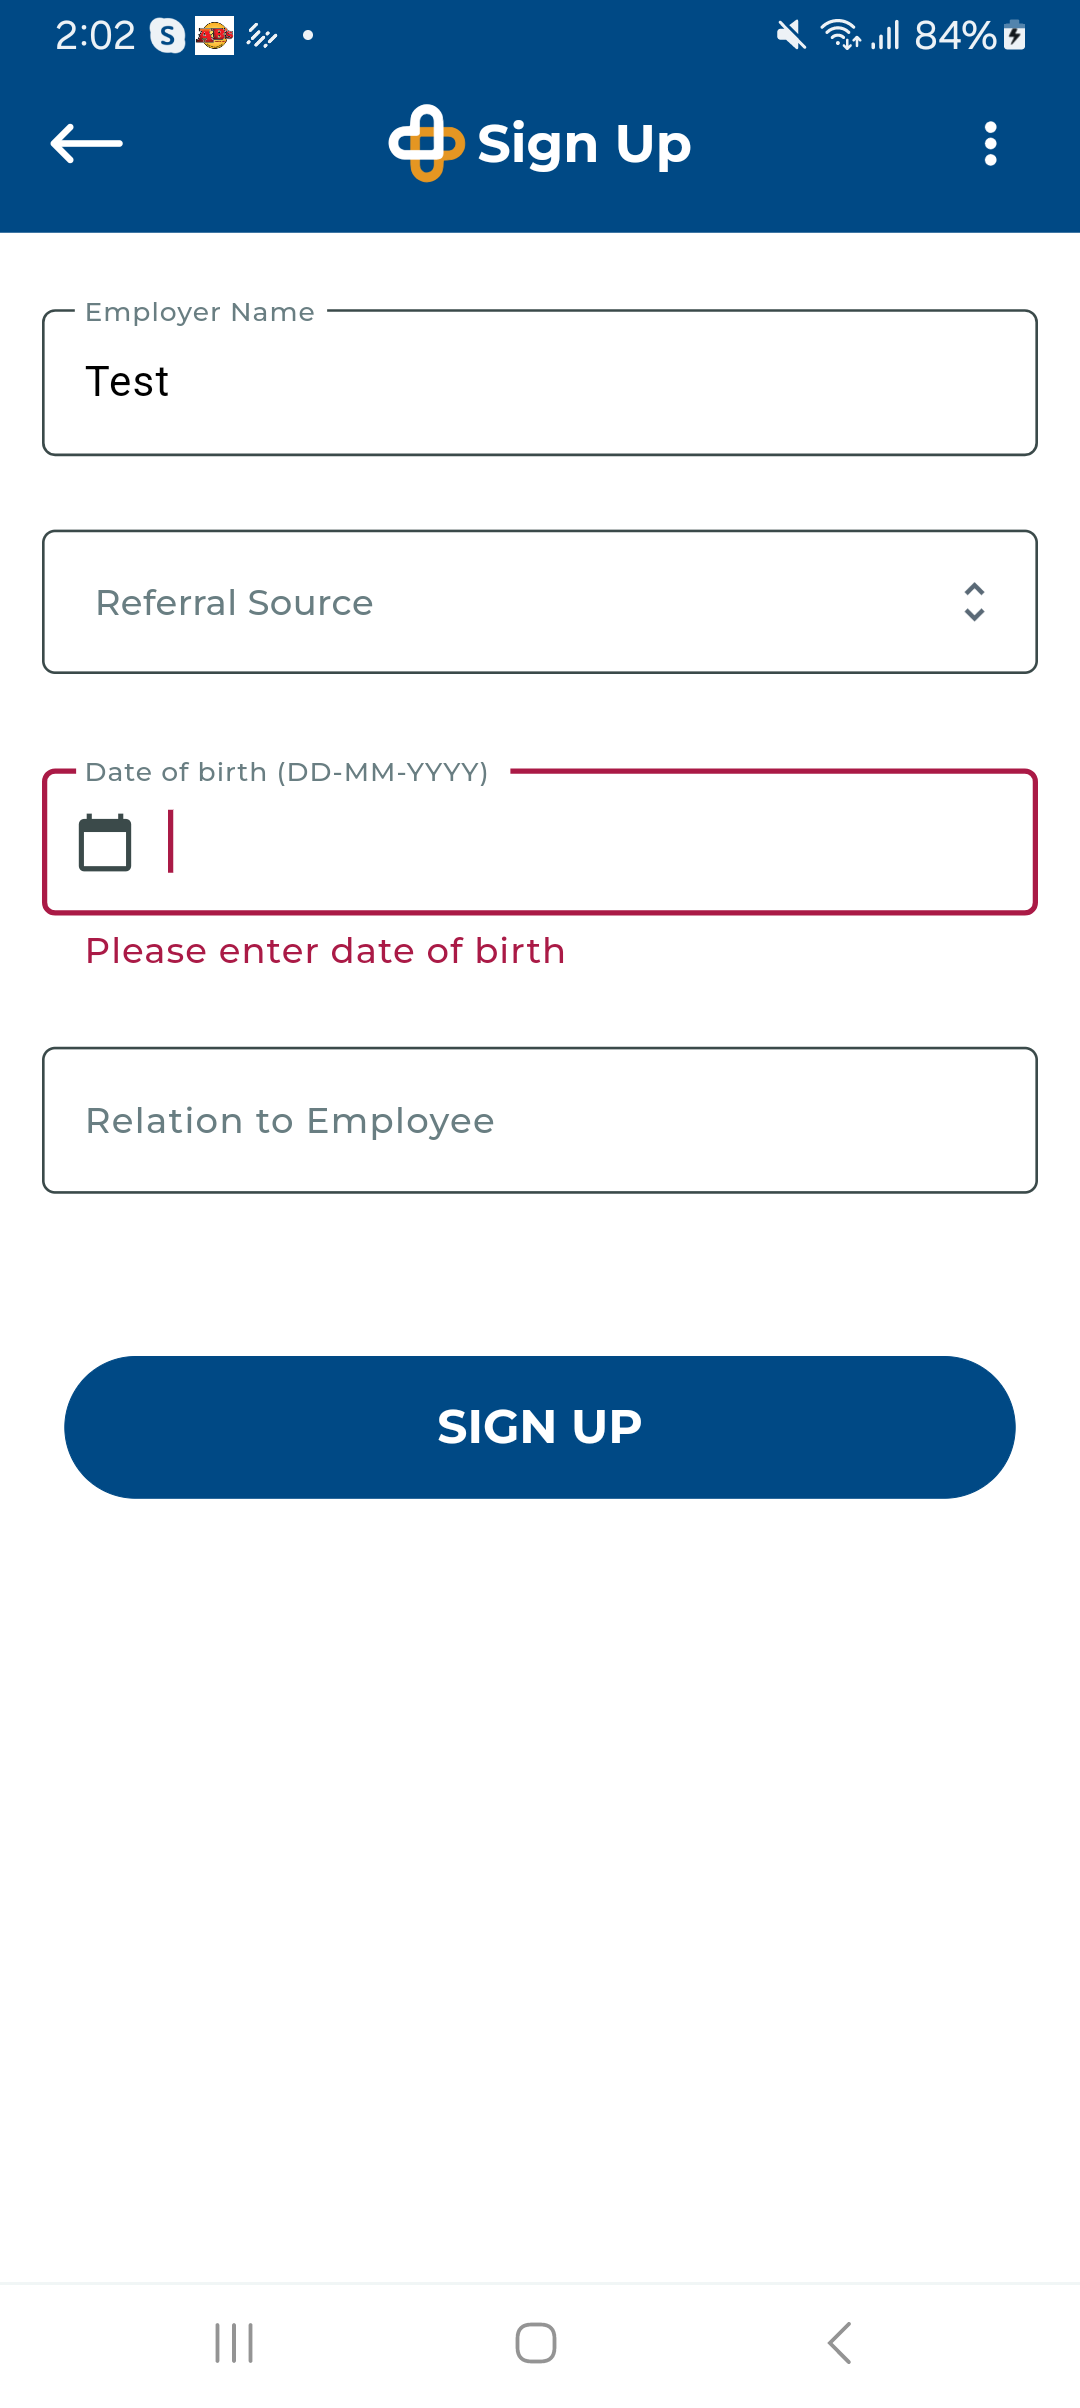 2:02
84%
Sign Up
Employer Name
Test
Referral Source
Date of birth (DD-MM-YYYY)
Please enter date of birth
Relation to Employee
SIGN UP